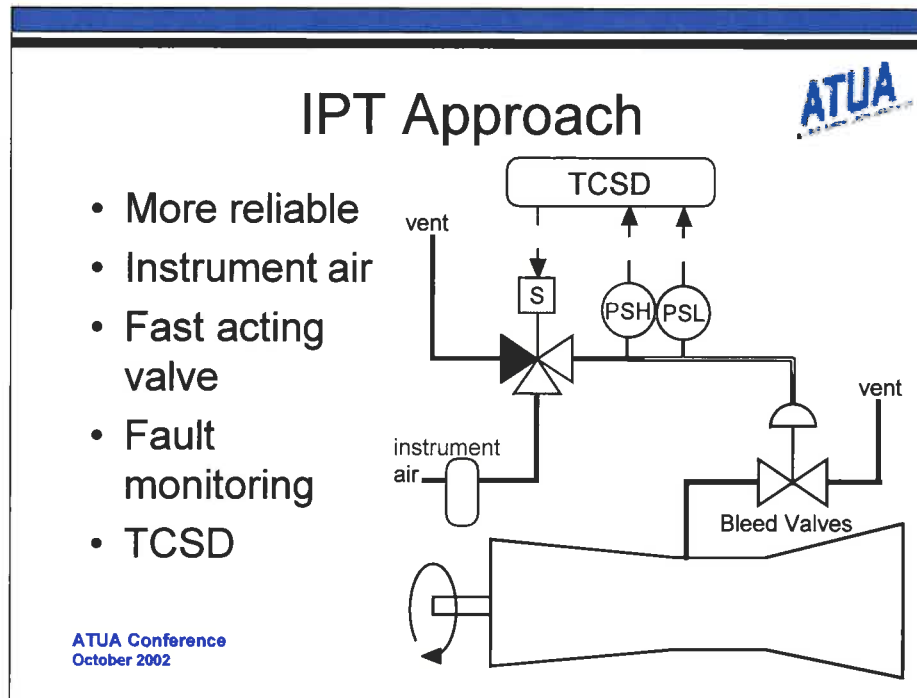 IPT Approach
ATUA
• More reliable
• Instrument air
• Fast acting
valve
• Fault
monitoring
• TCSD
TCSD
vent
S
PSH
PSL
instrument
air
vent
Bleed Valves
ATUA Conference
October 2002